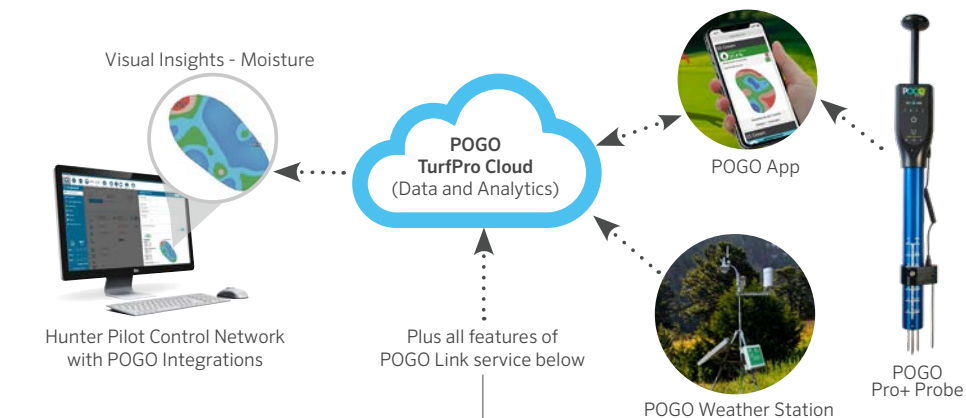 Visual Insights - Moisture
POGO
TurfPro Cloud
(Data and Analytics)
POGO App
POGO
Hunter Pilot Control Network
with POGO Integrations
Plus all features of
POGO Link service below
POGO Weather Station
POGO
Pro+ Probe